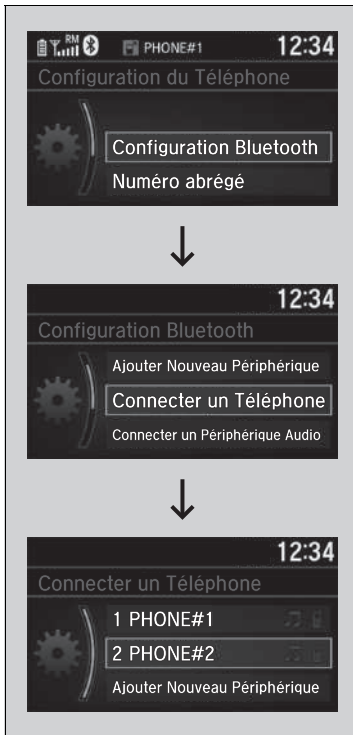 RM PHONE#1 12:34
Configuration du Téléphone
Configuration Bluetooth
Numéro abrégé
12:34
Configuration Bluetooth
Ajouter Nouveau Périphérique
Connecter un Téléphone
Connecter un Périphérique Audio
12:34
Connecter un Téléphone
1 PHONE#1
2 PHONE#2
Ajouter Nouveau Périphérique